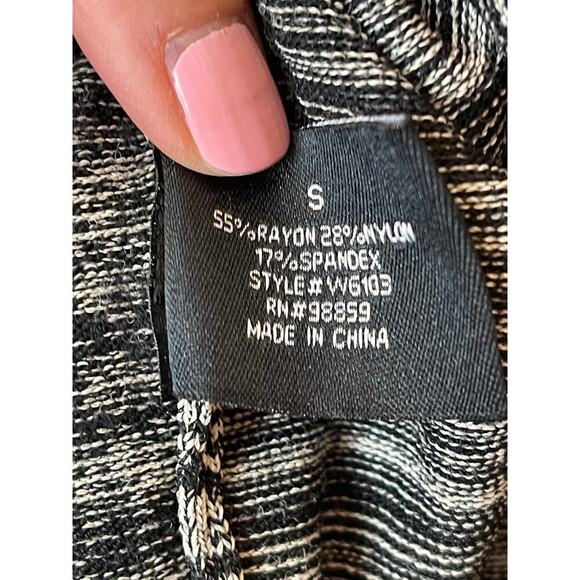 S
55%RAYON 28%NYLON
17%SPANDEX
STYLE# W6103
RN#98859
MADE IN CHINA